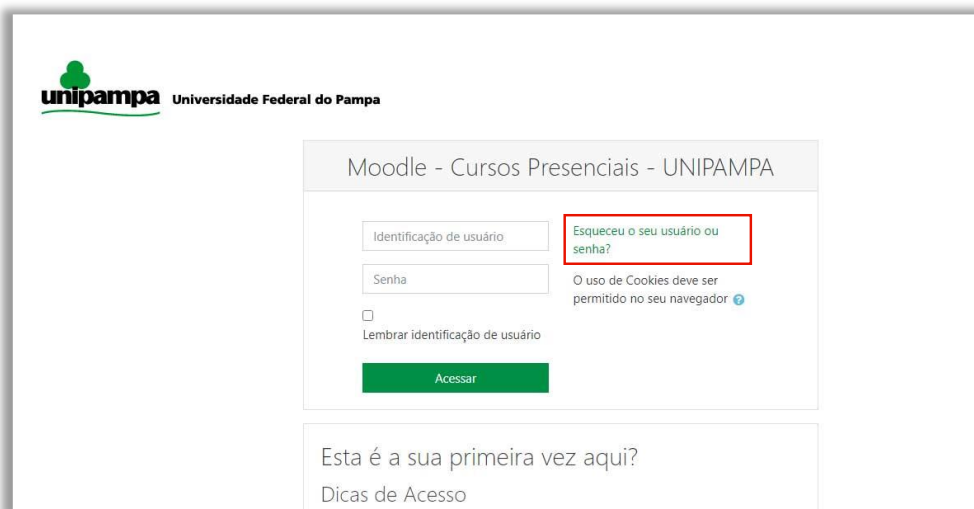 unipampa Universidade Federal do Pampa
Moodle - Cursos Presenciais - UNIPAMPA
Identificação de usuário
Esqueceu o seu usuário ou
senha?
Senha
O uso de Cookies deve ser
permitido no seu navegador ?
Lembrar identificação de usuário
Acessar
Esta é a sua primeira vez aqui?
Dicas de Acesso